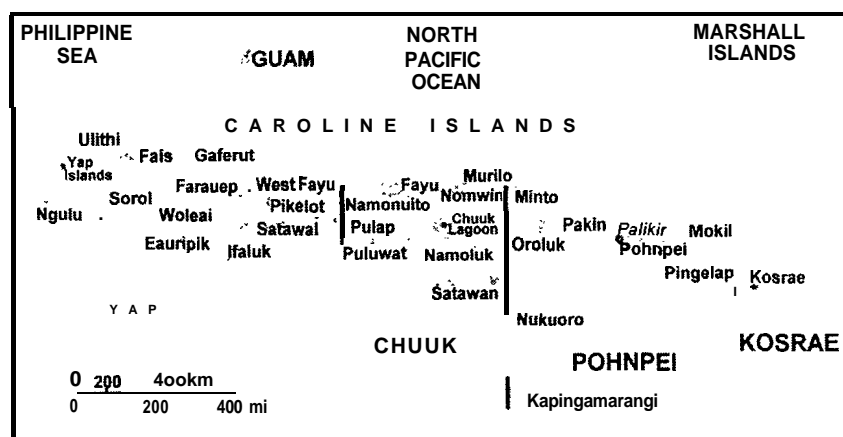 PHILIPPINE
SEA
GUAM
NORTH
PACIFIC
OCEAN
MARSHALL
ISLANDS
CAROLINE ISLANDS
Ulithi
Yap
Islands
Fais
Gaferut
Ngulu
Sorol
Farauep
West Fayu
Woleai
Pikelot
Eauripik
Ifaluk
Satawal
Namonuito
Fayu
Murilo
Nomwin
Pulap
Chuuk
Lagoon
Puluwat
Namoluk
Satawan
Minto
Oroluk
Pakin
Palikir
Pohnpei
Mokil
Pingelap
Kosrae
Nukuoro
YAP
CHUUK
POHNPEI
KOSRAE
0 200 4ookm
0 200 400 mi
Kapingamarangi